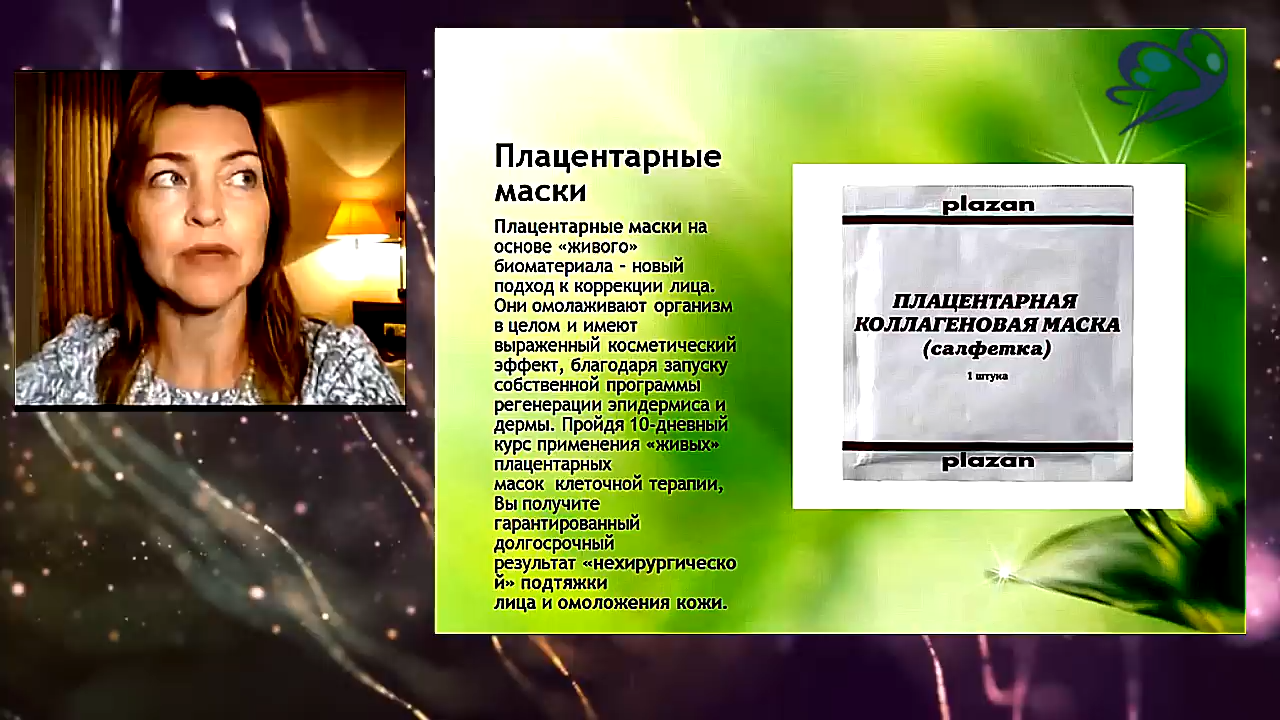 Плацентарные
маски
Плацентарные маски на
основе «живого»
биоматериала – новый
подход к коррекции лица.
Они омолаживают организм
в целом и имеют
выраженный косметический
эффект, благодаря запуску
собственной программы
регенерации эпидермиса и
дермы. Пройдя 10-дневный
курс применения «живых»
плацентарных
масок клеточной терапии,
Вы получите
гарантированный
долгосрочный
результат «нехирургическо
й» подтяжки
лица и омоложения кожи.
plazan
ПЛАЦЕНТАРНАЯ
КОЛЛАГЕНОВАЯ МАСКА
(салфетка)
1 штука
plazan